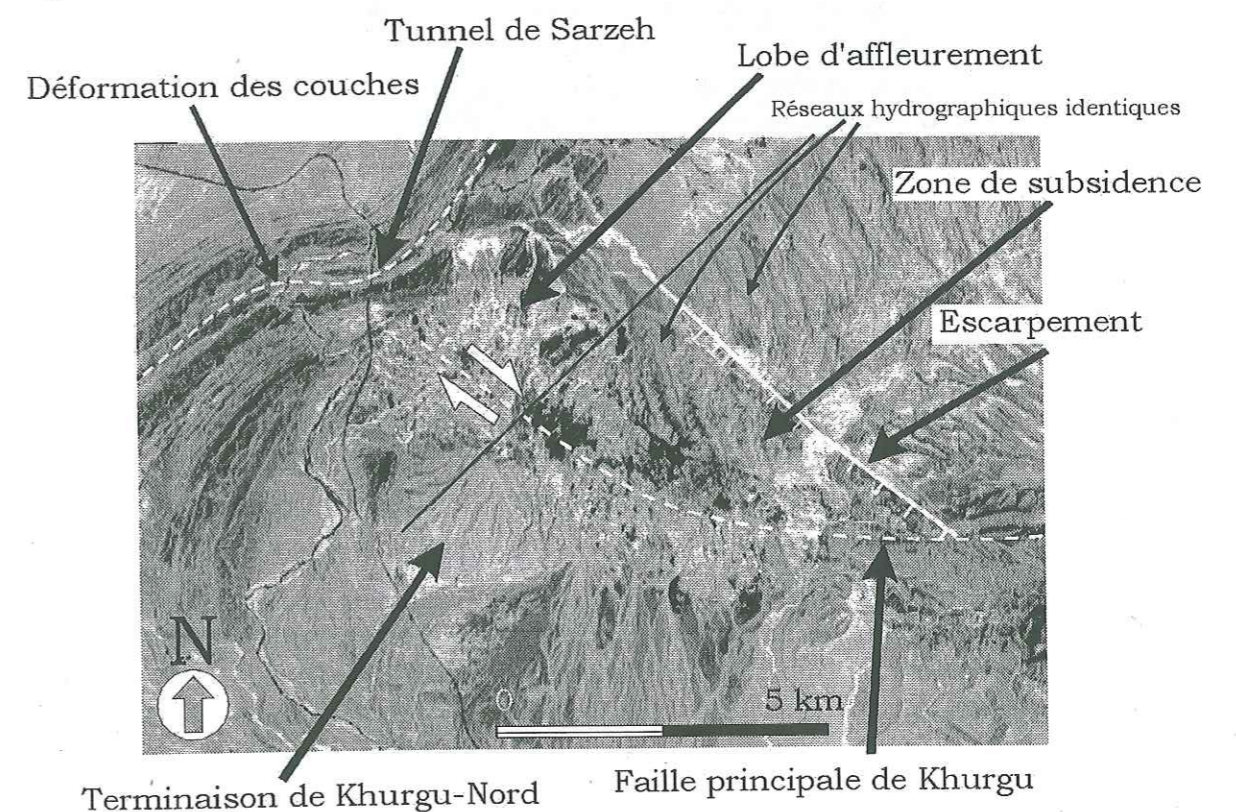 Tunnel de Sarzeh
Lobe d'affleurement
Déformation des couches
Réseaux hydrographiques identiques
Zone de subsidence
Escarpement
N
0
5 km
Terminaison de Khurgu-Nord
Faille principale de Khurgu